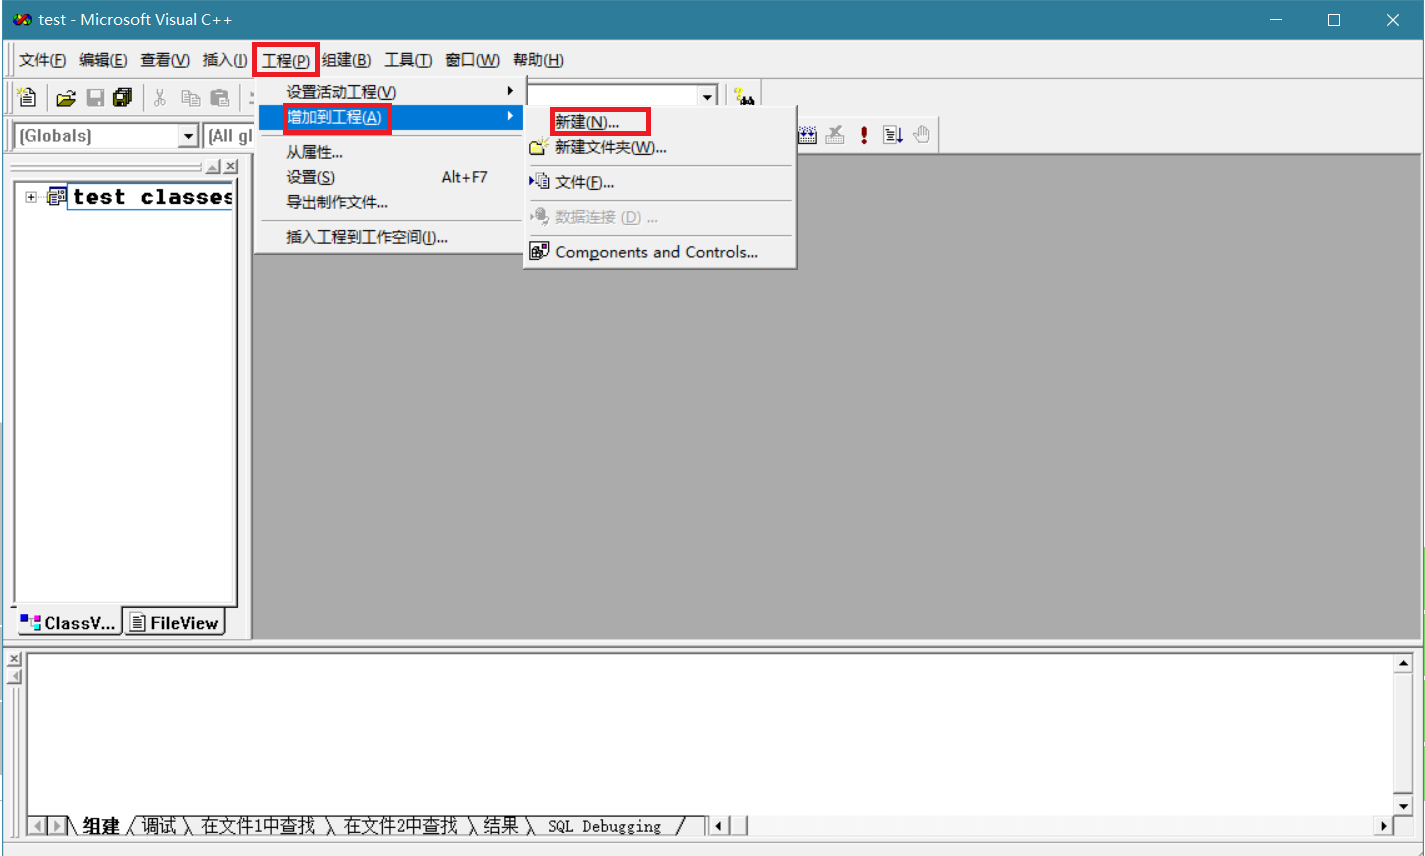 test - Microsoft Visual C++
文件(F) 编辑(E) 查看(V) 插入(I) 工程(P) 组建(B) 工具(T) 窗口(W) 帮助(H)
设置活动工程(V)
增加到工程(A)
从属性...
设置(S) Alt+F7
导出制作文件...
插入工程到工作空间(I)...
新建(N)...
新建文件夹(W)...
文件(F)...
数据连接 (D) ...
Components and Controls...
(Globals) (All gl
test classes
ClassV... FileView
组建 调试 在文件1中查找 在文件2中查找 结果 SQL Debugging